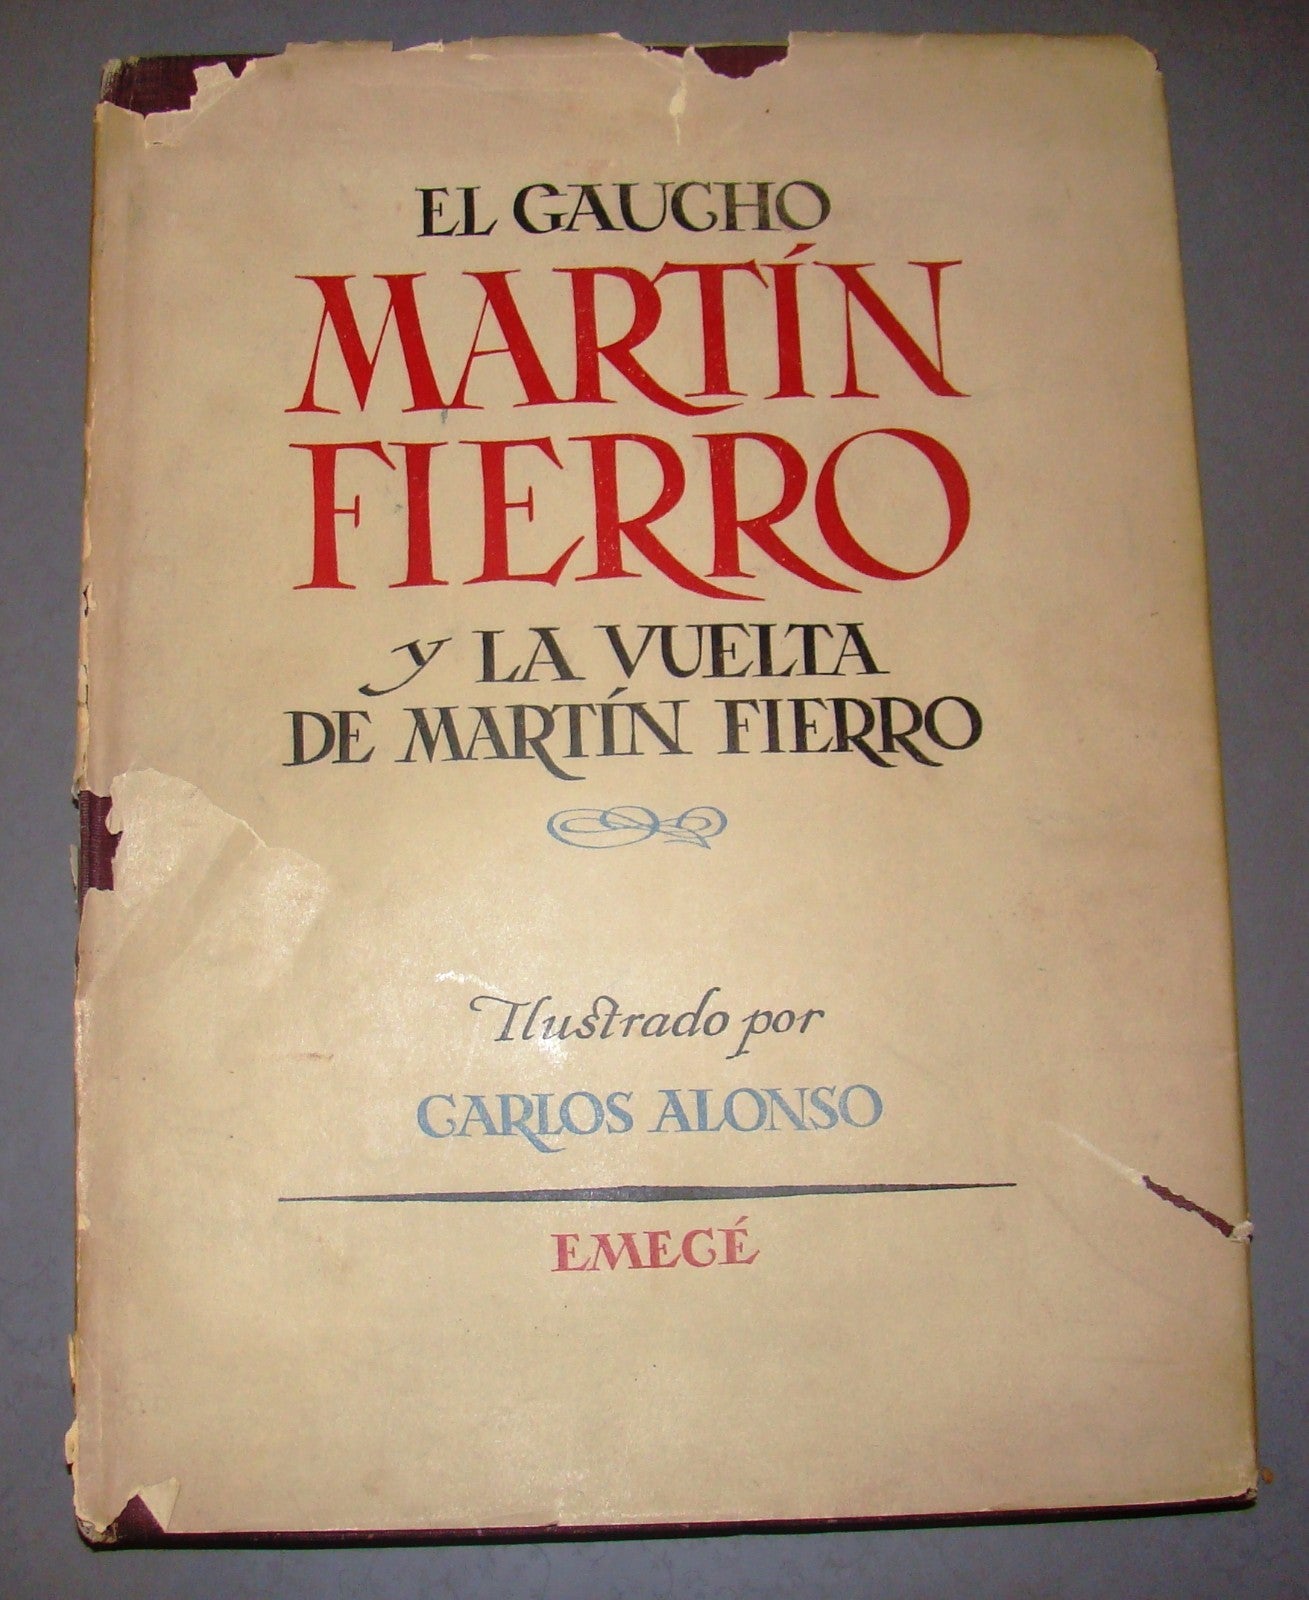 EL GAUCHO
MARTÍN
FIERRO
y LA VUELTA
DE MARTÍN FIERRO
Ilustrado por
CARLOS ALONSO
EMECÉ